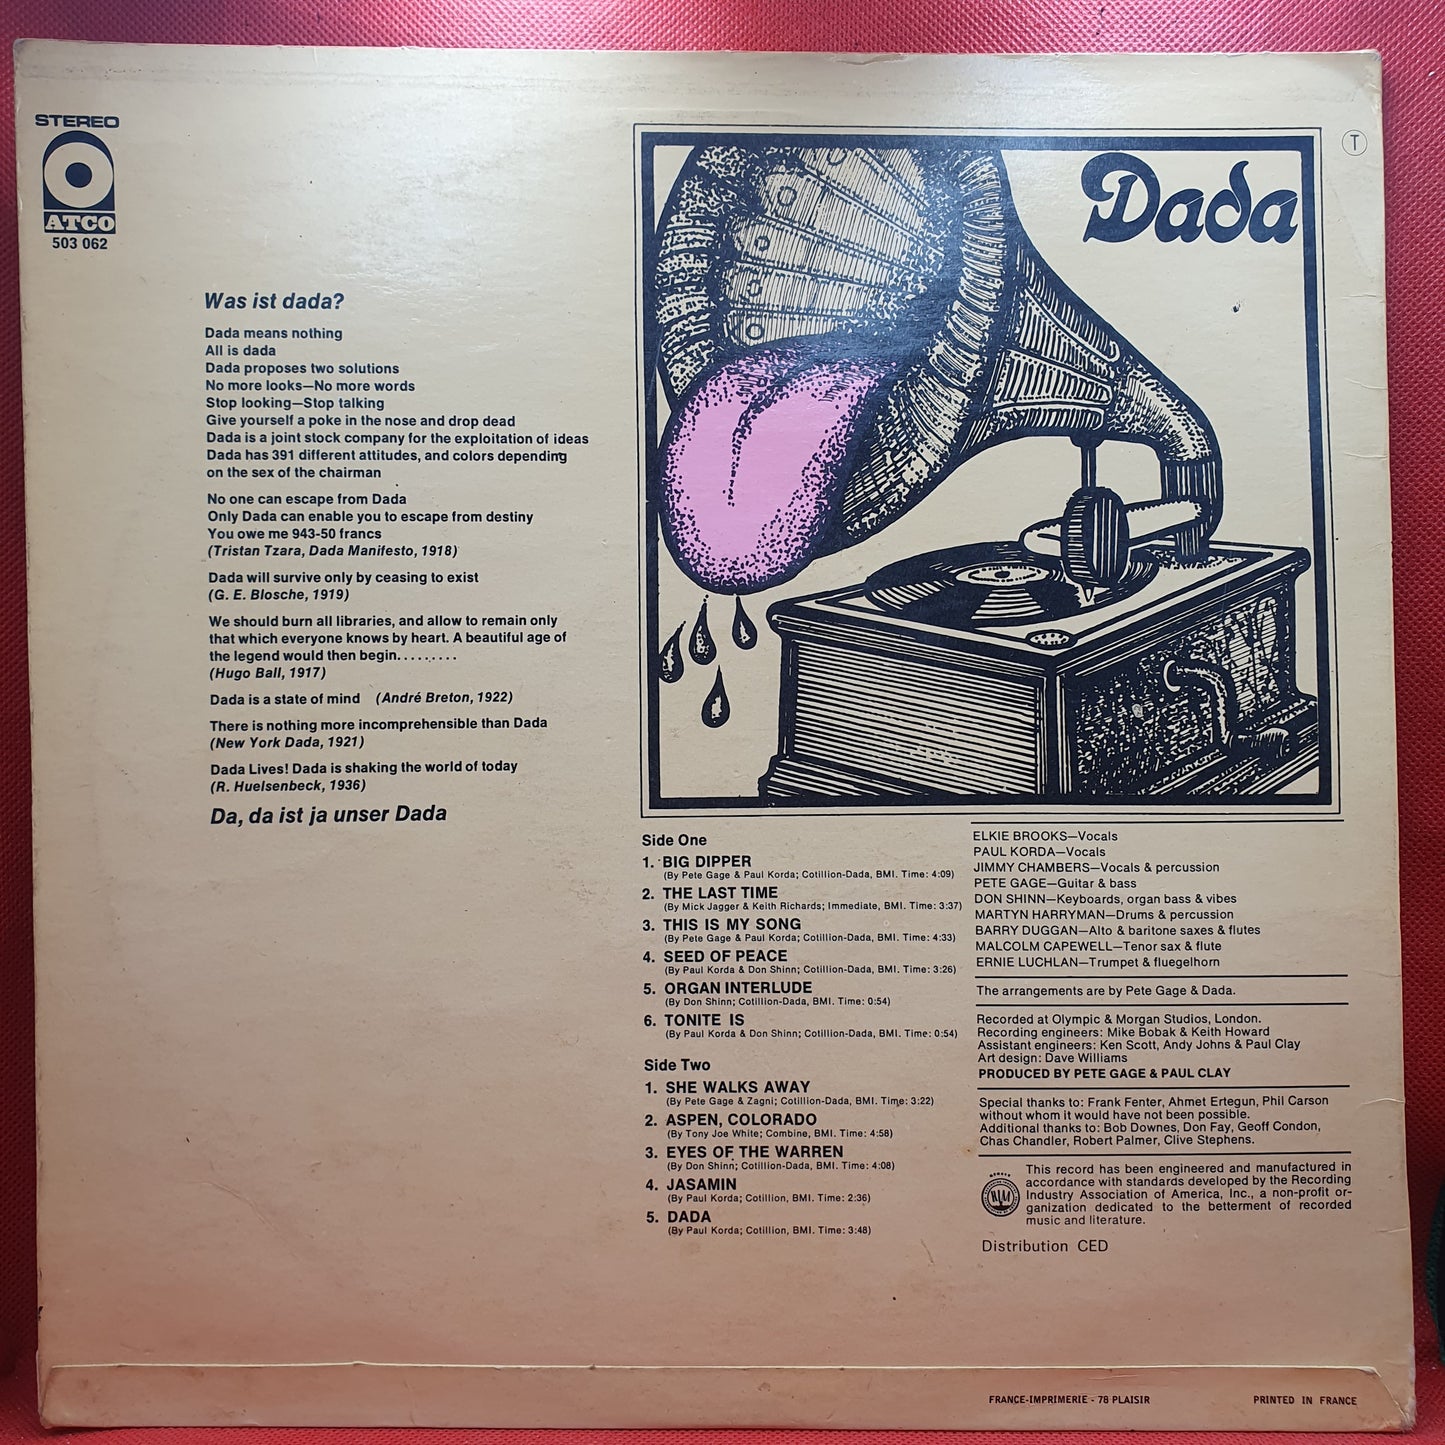 STEREO
ATCO
503 062
T
Dada
Was ist dada?
Dada means nothing
All is dada
Dada proposes two solutions
No more looks—No more words
Stop looking—Stop talking
Give yourself a poke in the nose and drop dead
Dada is a joint stock company for the exploitation of ideas
Dada has 391 different attitudes, and colors depending
on the sex of the chairman
No one can escape from Dada
Only Dada can enable you to escape from destiny
You owe me 943-50 francs
(Tristan Tzara, Dada Manifesto, 1918)
Dada will survive only by ceasing to exist
(G. E. Blosche, 1919)
We should burn all libraries, and allow to remain only
that which everyone knows by heart. A beautiful age of
the legend would then begin.........
(Hugo Ball, 1917)
Dada is a state of mind (André Breton, 1922)
There is nothing more incomprehensible than Dada
(New York Dada, 1921)
Dada Lives! Dada is shaking the world of today
(R. Huelsenbeck, 1936)
Da, da ist ja unser Dada
Side One
1. BIG DIPPER
(By Pete Gage & Paul Korda; Cotillion-Dada, BMI. Time: 4:09)
2. THE LAST TIME
(By Mick Jagger & Keith Richards; Immediate, BMI. Time: 3:37)
3. THIS IS MY SONG
(By Pete Gage & Paul Korda; Cotillion-Dada, BMI. Time: 4:33)
4. SEED OF PEACE
(By Paul Korda & Don Shinn; Cotillion-Dada, BMI. Time: 3:26)
5. ORGAN INTERLUDE
(By Don Shinn; Cotillion-Dada, BMI. Time: 0:54)
6. TONITE IS
(By Paul Korda & Don Shinn; Cotillion-Dada, BMI. Time: 0:54)
Side Two
1. SHE WALKS AWAY
(By Pete Gage & Zagni; Cotillion-Dada, BMI. Time: 3:22)
2. ASPEN, COLORADO
(By Tony Joe White; Combine, BMI. Time: 4:58)
3. EYES OF THE WARREN
(By Don Shinn; Cotillion-Dada, BMI. Time: 4:08)
4. JASAMIN
(By Paul Korda; Cotillion, BMI. Time: 2:36)
5. DADA
(By Paul Korda; Cotillion, BMI. Time: 3:48)
ELKIE BROOKS—Vocals
PAUL KORDA—Vocals
JIMMY CHAMBERS—Vocals & percussion
PETE GAGE—Guitar & bass
DON SHINN—Keyboards, organ bass & vibes
MARTYN HARRYMAN—Drums & percussion
BARRY DUGGAN—Alto & baritone saxes & flutes
MALCOLM CAPEWELL—Tenor sax & flute
ERNIE LUCHLAN—Trumpet & fluegelhorn
The arrangements are by Pete Gage & Dada.
Recorded at Olympic & Morgan Studios, London.
Recording engineers: Mike Bobak & Keith Howard
Assistant engineers: Ken Scott, Andy Johns & Paul Clay
Art design: Dave Williams
PRODUCED BY PETE GAGE & PAUL CLAY
Special thanks to: Frank Fenter, Ahmet Ertegun, Phil Carson
without whom it would have not been possible.
Additional thanks to: Bob Downes, Don Fay, Geoff Condon,
Chas Chandler, Robert Palmer, Clive Stephens.
This record has been engineered and manufactured in
accordance with standards developed by the Recording
Industry Association of America, Inc., a non-profit or-
ganization dedicated to the betterment of recorded
music and literature.
Distribution CED
FRANCE-IMPRIMERIE - 78 PLAISIR
PRINTED IN FRANCE